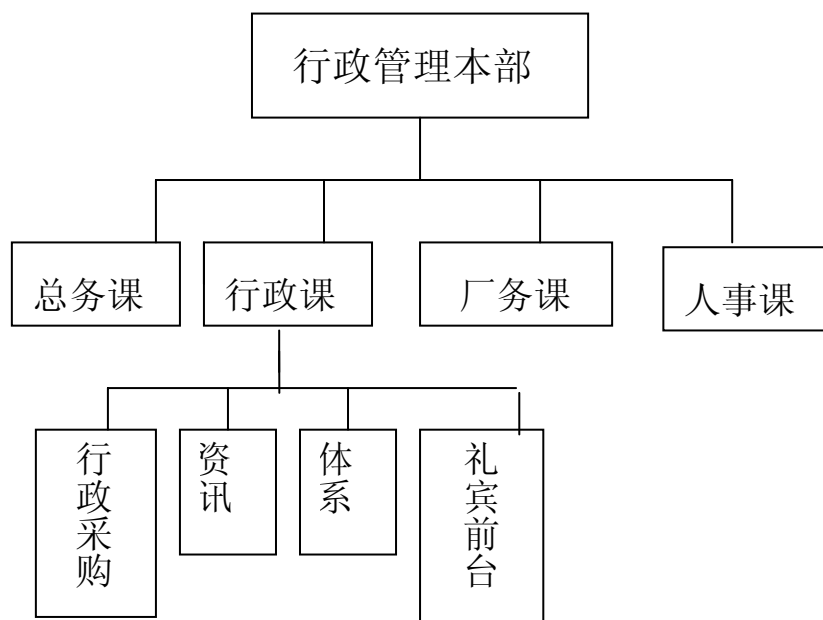 行政管理本部
总务课
行政课
厂务课
人事课
行政采购
资讯
体系
礼宾前台